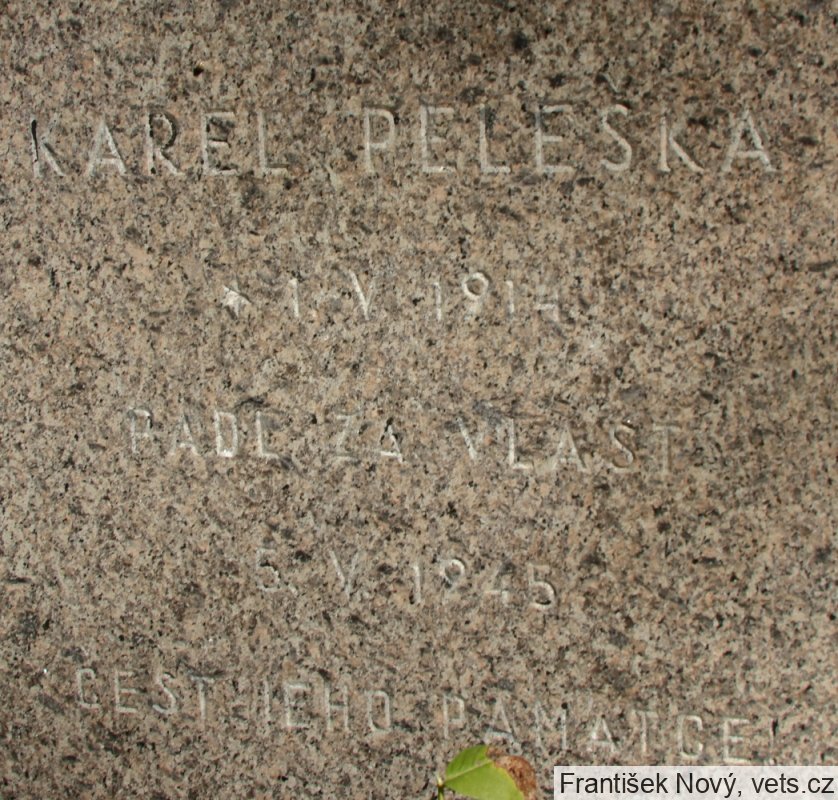 KAREL PELEŠKA
* 1. V. 1914
PADL ZA VLAST
5. V. 1945
ČEST JEHO PAMÁTCE!
František Nový, vets.cz